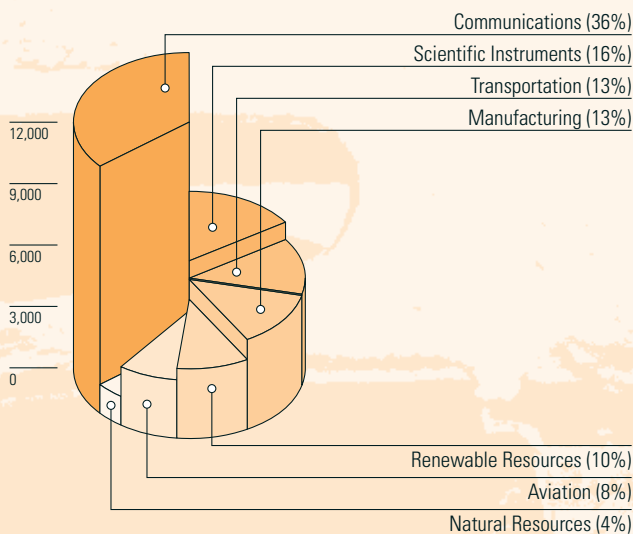 Communications (36%)
Scientific Instruments (16%)
Transportation (13%)
Manufacturing (13%)
12,000
9,000
6,000
3,000
0
Renewable Resources (10%)
Aviation (8%)
Natural Resources (4%)